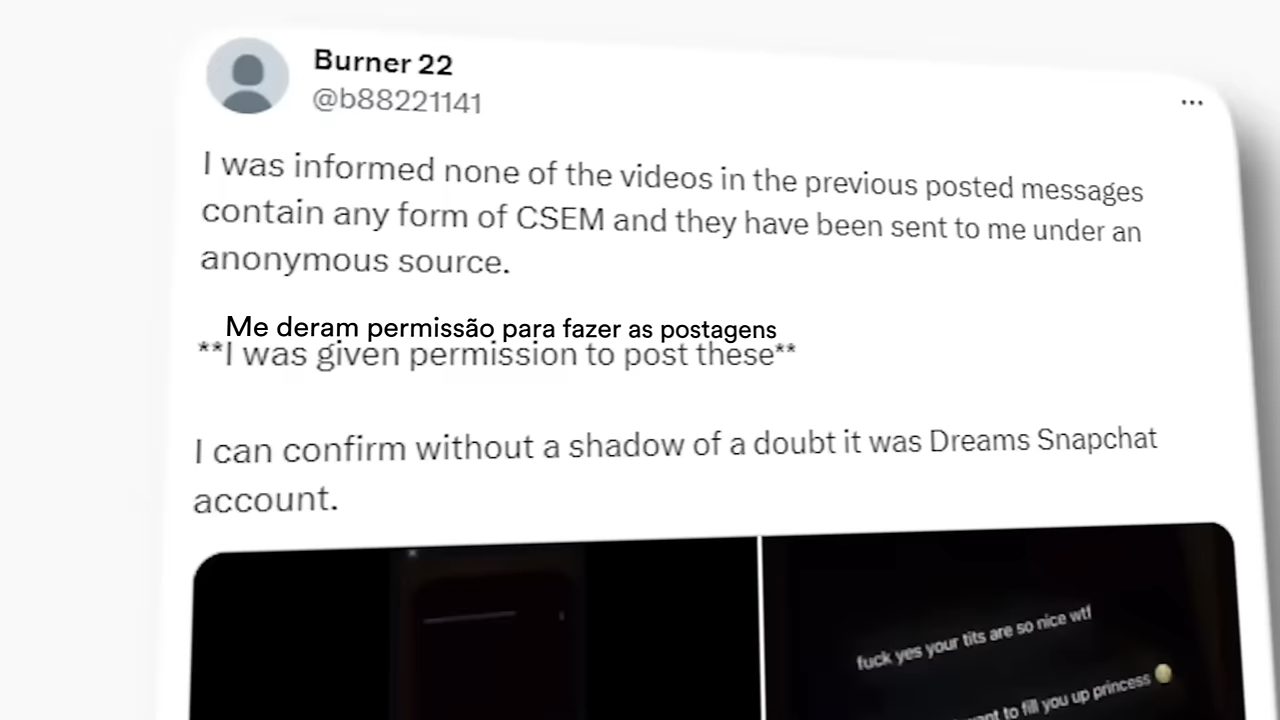 Burner 22
@b88221141
I was informed none of the videos in the previous posted messages
contain any form of CSEM and they have been sent to me under an
anonymous source.
Me deram permissão para fazer as postagens
**I was given permission to post these**
I can confirm without a shadow of a doubt it was Dreams Snapchat
account.
fuck yes your tits are so nice wtf
to fill you up princess